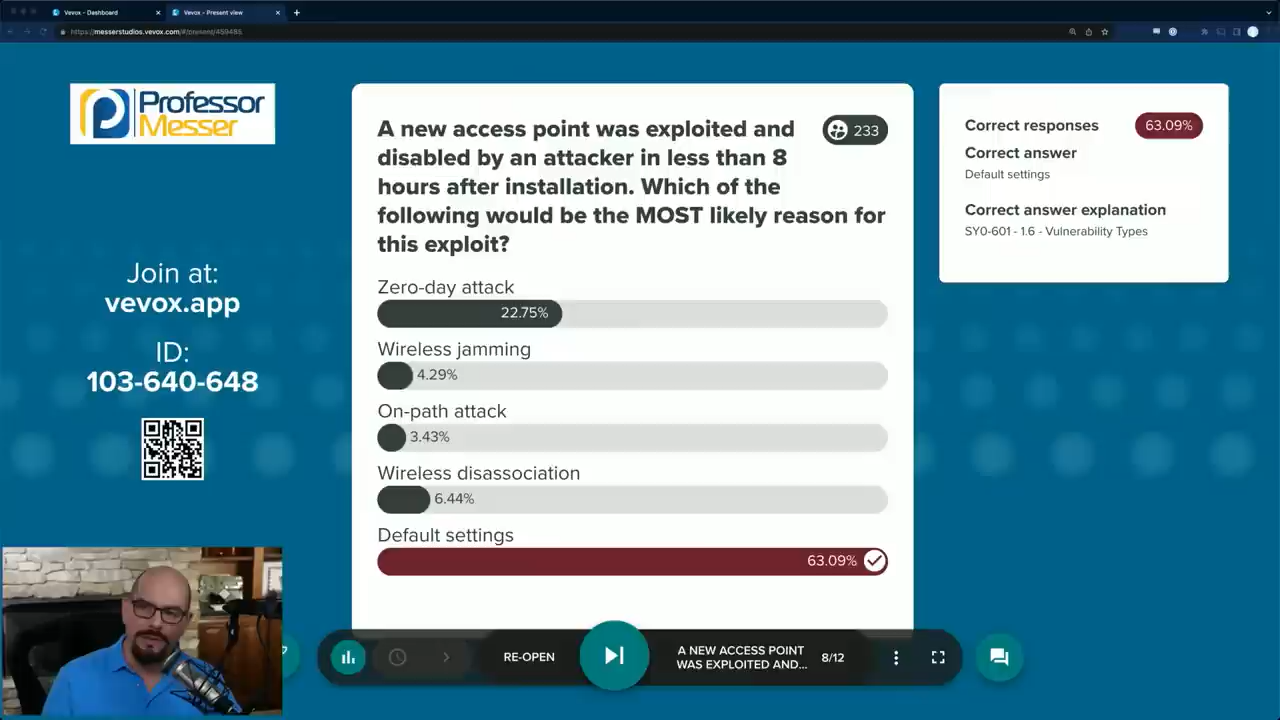 Vevox - Dashboard
Vevox - Present view
https://messerstudios.vevox.com/#/present/459485
Professor
Messer
Join at:
vevox.app
ID:
103-640-648
A new access point was exploited and
disabled by an attacker in less than 8
hours after installation. Which of the
following would be the MOST likely reason for
this exploit?
233
Zero-day attack
22.75%
Wireless jamming
4.29%
On-path attack
3.43%
Wireless disassociation
6.44%
Default settings
63.09%
Correct responses
63.09%
Correct answer
Default settings
Correct answer explanation
SY0-601 - 1.6 - Vulnerability Types
RE-OPEN
A NEW ACCESS POINT
WAS EXPLOITED AND...
8/12